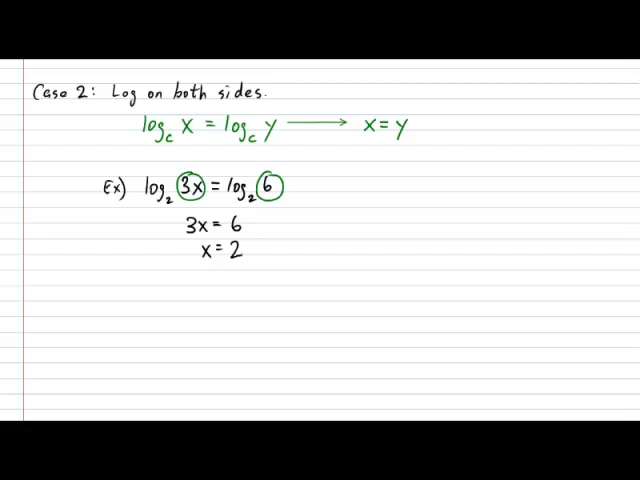 Case 2: Log on both sides.
log_c x = log_c y ⟶ x = y
Ex) log_2 3x = log_2 6
3x = 6
x = 2